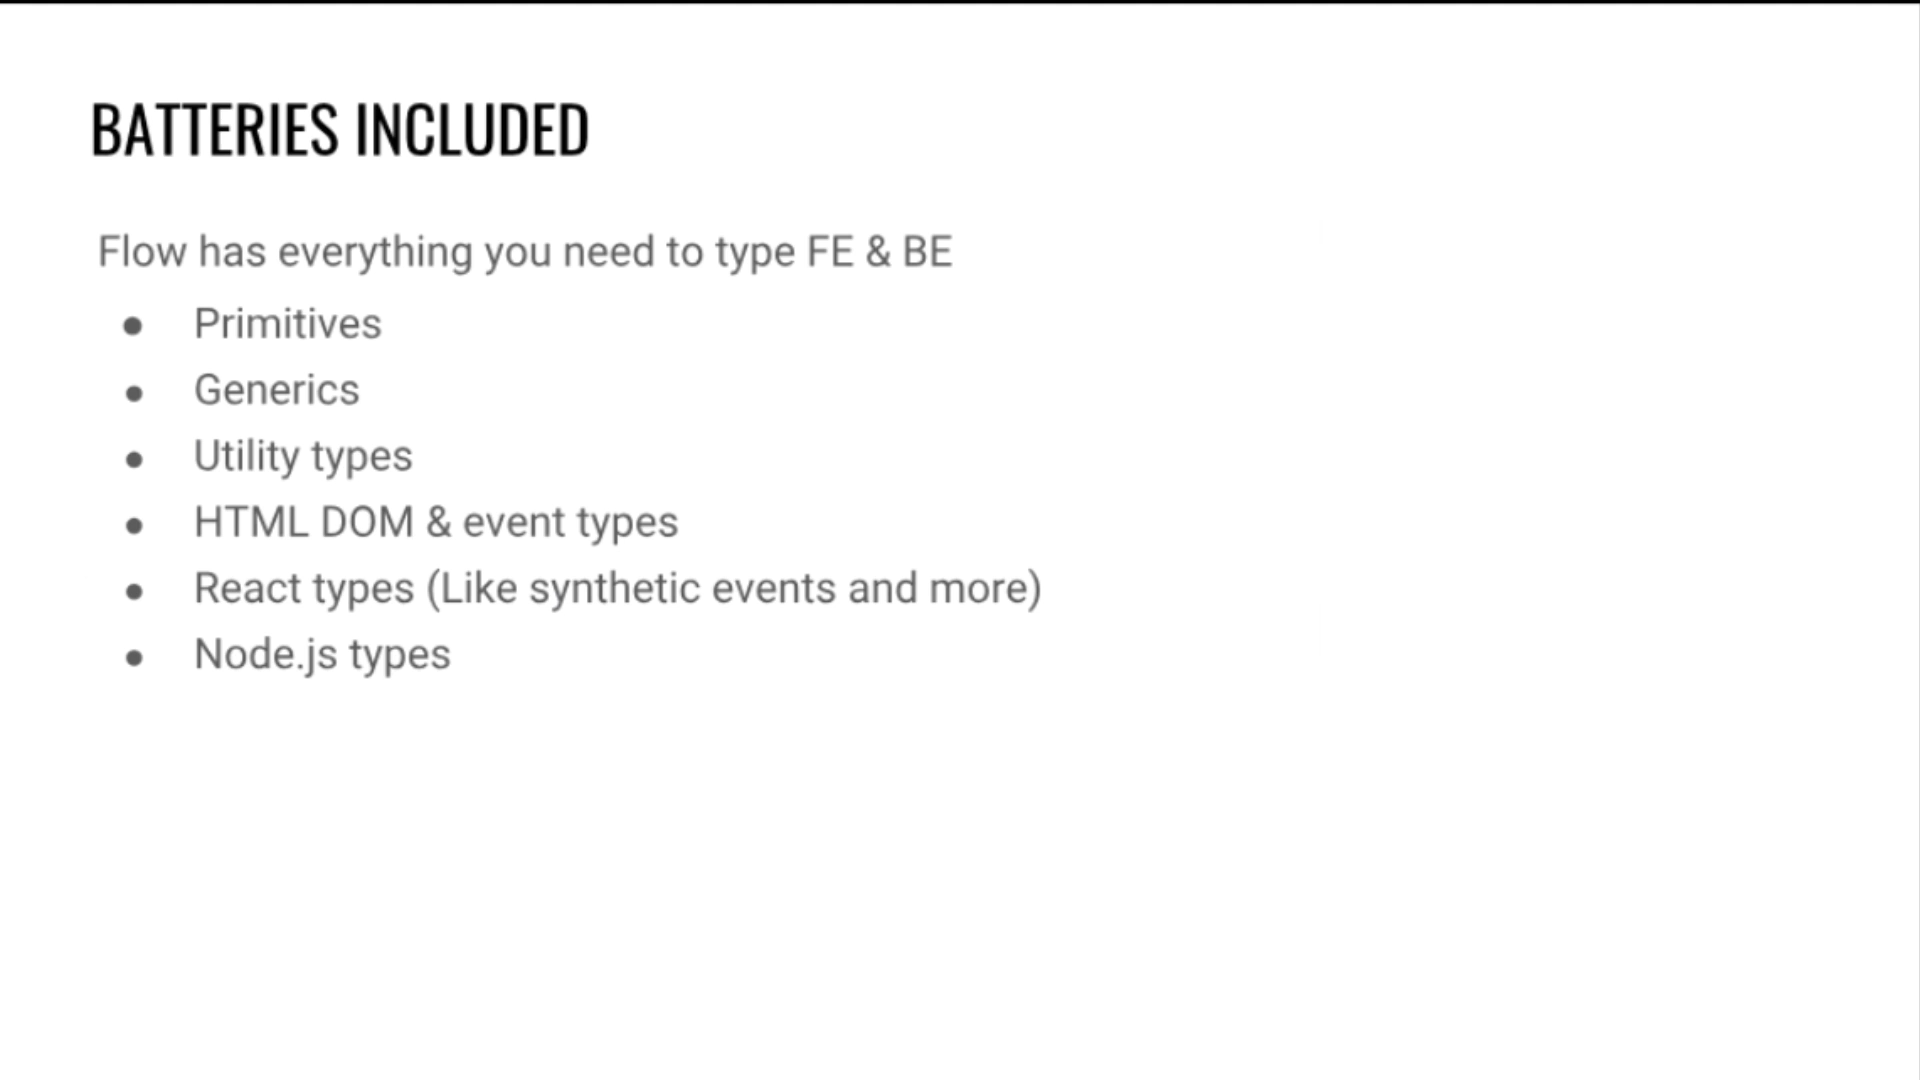 BATTERIES INCLUDED
Flow has everything you need to type FE & BE
● Primitives
● Generics
● Utility types
● HTML DOM & event types
● React types (Like synthetic events and more)
● Node.js types